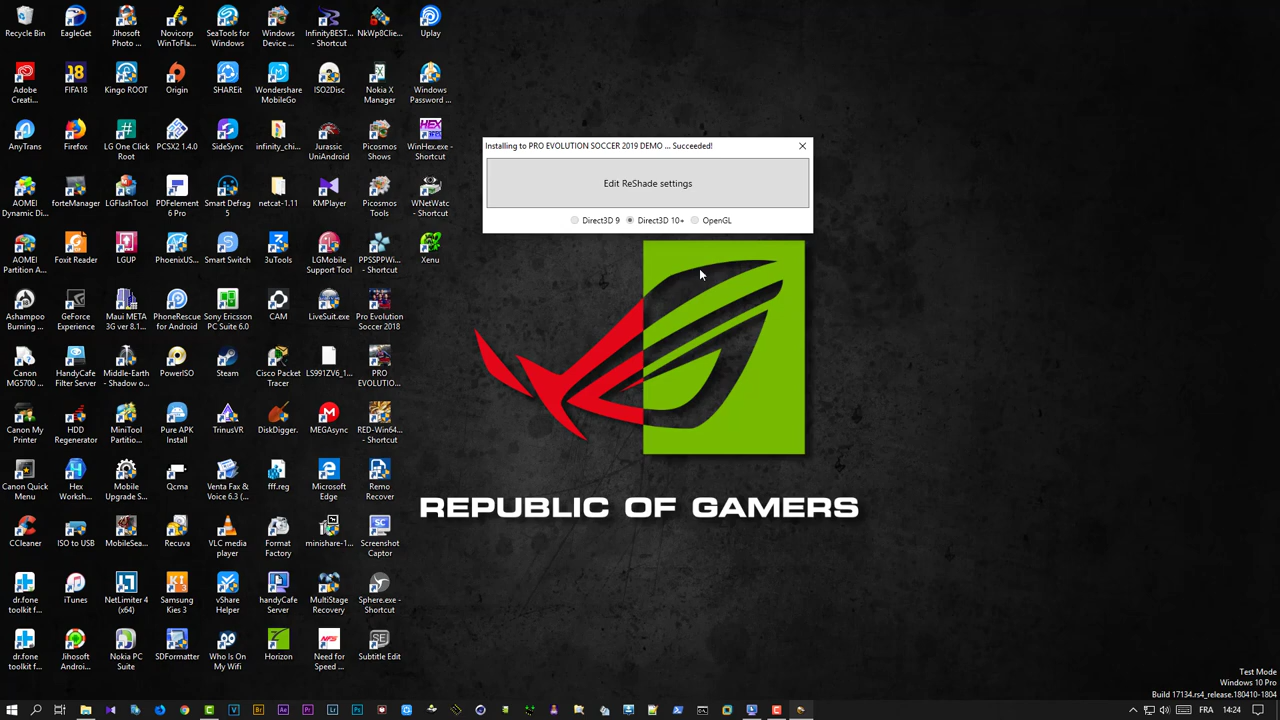 Recycle Bin
EagleGet
Jihosoft
Photo ...
Novicorp
WinToFla...
SeaTools for
Windows
Windows
Device ...
InfinityBEST...
- Shortcut
NkWp8Clie...
Uplay
Adobe
Creati...
FIFA18
Kingo ROOT
Origin
SHAREit
Wondershare
MobileGo
ISO2Disc
Nokia X
Manager
Windows
Password ...
AnyTrans
Firefox
LG One Click
Root
PCSX2 1.4.0
SideSync
infinity_chi...
Jurassic
UniAndroid
Picosmos
Shows
WinHex.exe -
Shortcut
AOMEI
Dynamic Di...
forteManager
LGFlashTool
PDFelement
6 Pro
Smart Defrag
5
netcat-1.11
KMPlayer
Picosmos
Tools
WNetWatc...
- Shortcut
AOMEI
Partition A...
Foxit Reader
LGUP
PhoenixUS...
Smart Switch
3uTools
LGMobile
Support Tool
PPSSPPWi...
- Shortcut
Xenu
Ashampoo
Burning ...
GeForce
Experience
Maui META
3G ver 8.1...
PhoneRescue
for Android
Sony Ericsson
PC Suite 6.0
CAM
LiveSuit.exe
Pro Evolution
Soccer 2018
Canon
MG5700 ...
HandyCafe
Filter Server
Middle-Earth
- Shadow o...
PowerISO
Steam
Cisco Packet
Tracer
LS991ZV6_1...
PRO
EVOLUTIO...
Canon My
Printer
HDD
Regenerator
MiniTool
Partitio...
Pure APK
Install
TrinusVR
DiskDigger.
MEGAsync
RED-Win64...
- Shortcut
Canon Quick
Menu
Hex
Worksh...
Mobile
Upgrade S...
Qcma
Venta Fax &
Voice 6.3 (...
fff.reg
Microsoft
Edge
Remo
Recover
CCleaner
ISO to USB
MobileSea...
Recuva
VLC media
player
Format
Factory
minishare-1...
Screenshot
Captor
dr.fone
toolkit f...
iTunes
NetLimiter 4
(x64)
Samsung
Kies 3
vShare
Helper
handyCafe
Server
MultiStage
Recovery
Sphere.exe -
Shortcut
dr.fone
toolkit f...
Jihosoft
Androi...
Nokia PC
Suite
SDFormatter
Who Is On
My Wifi
Horizon
Need for
Speed ...
Subtitle Edit
Installing to PRO EVOLUTION SOCCER 2019 DEMO ... Succeeded!
Edit ReShade settings
Direct3D 9
Direct3D 10+
OpenGL
REPUBLIC OF GAMERS
Test Mode
Windows 10 Pro
Build 17134.rs4_release.180410-1804
FRA
14:24